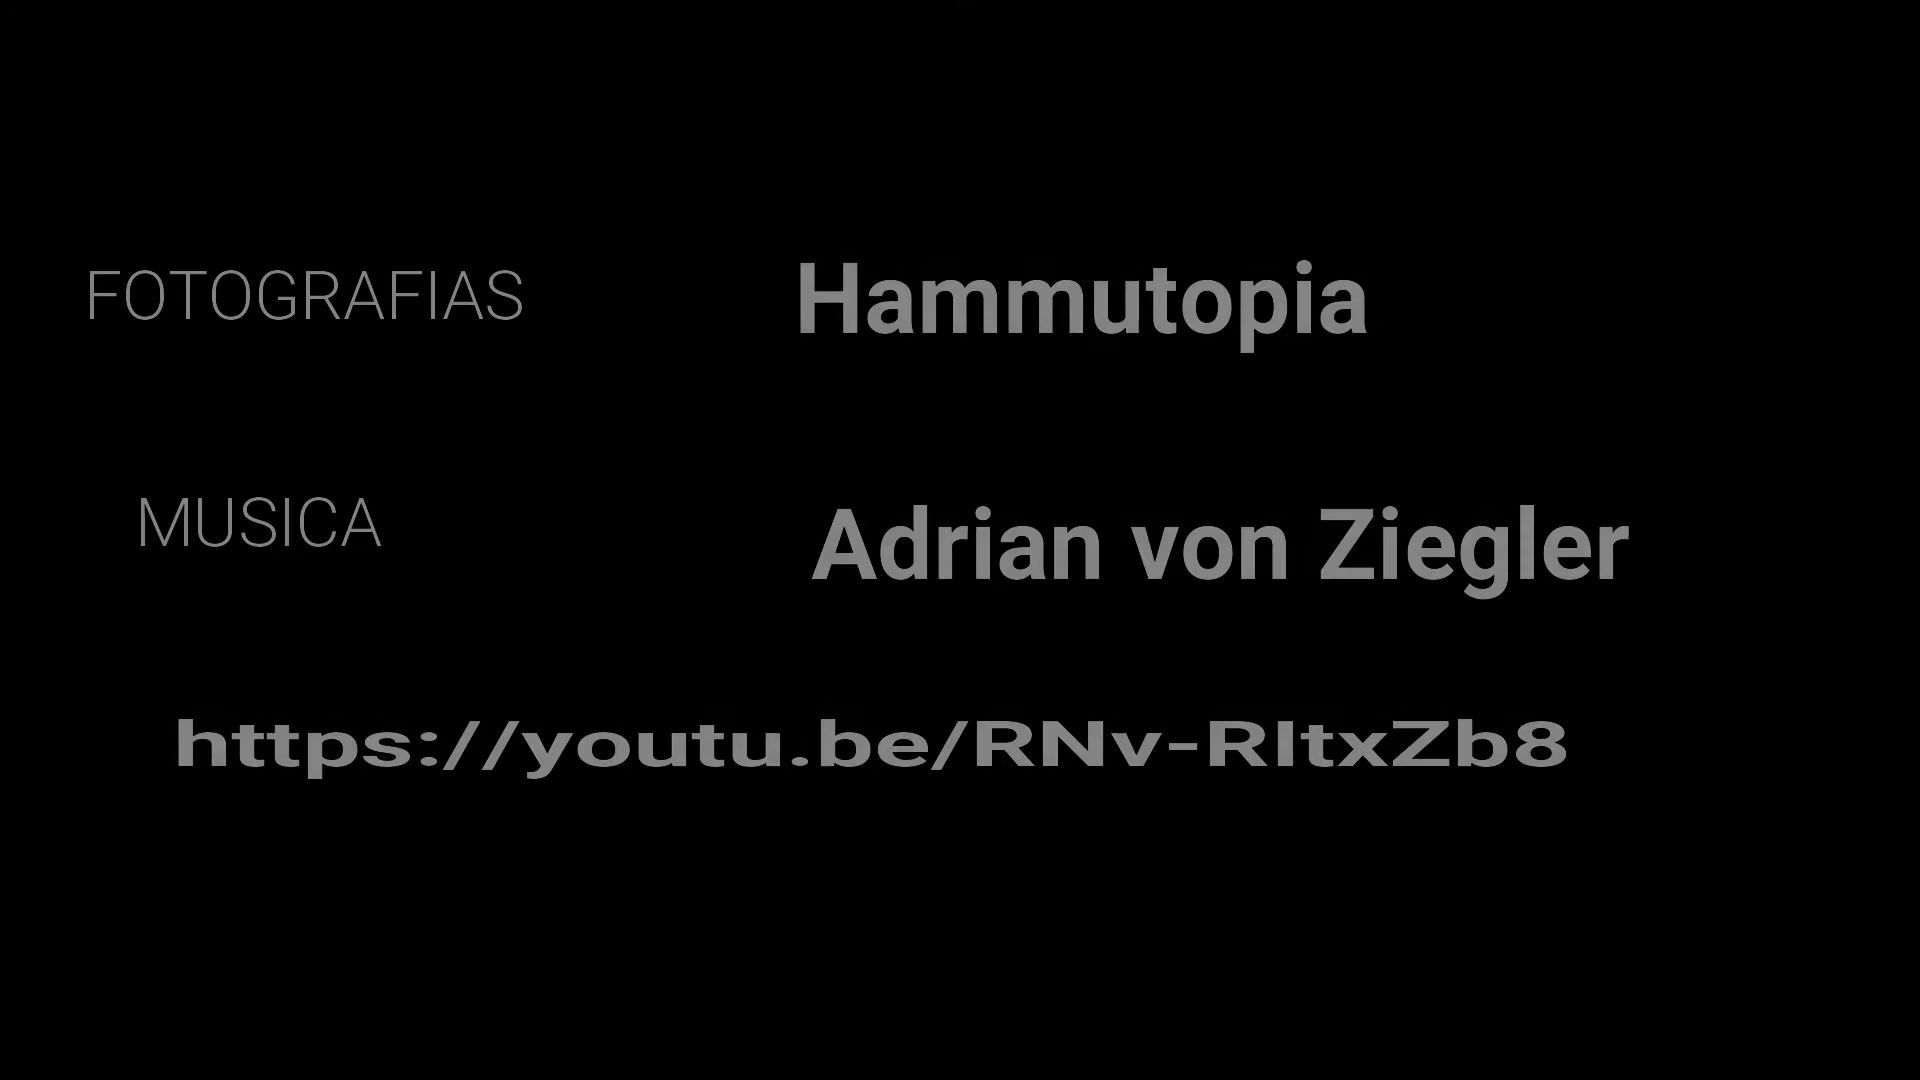 FOTOGRAFIAS Hammutopia
MUSICA Adrian von Ziegler
https://youtu.be/RNv-RItxZb8